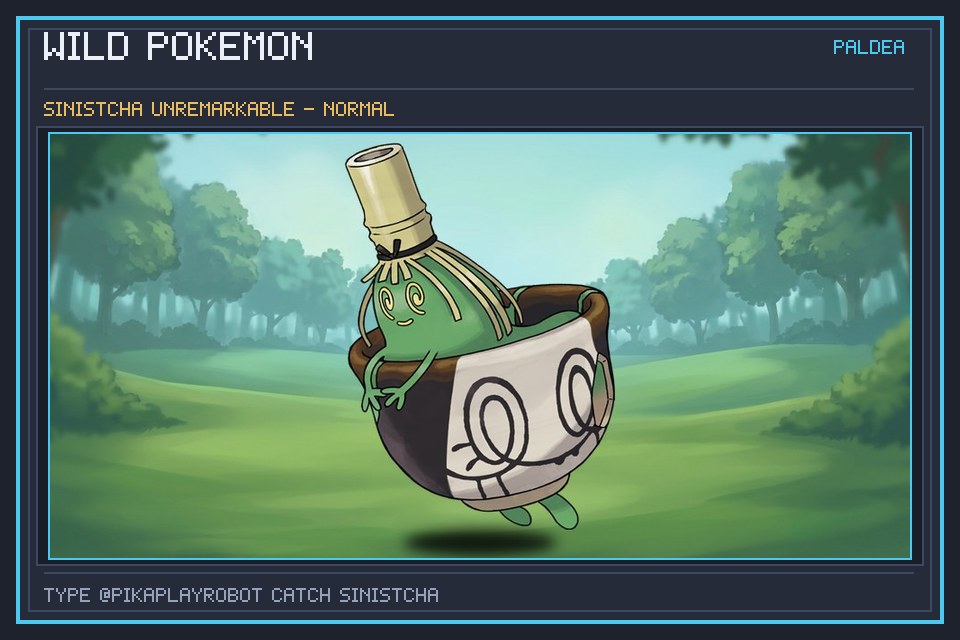 WILD POKEMON
PALDEA
SINISTCHA UNREMARKABLE - NORMAL
TYPE @PIKAPLAYROBOT CATCH SINISTCHA